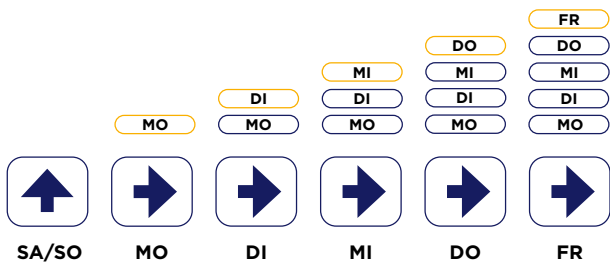 FR
DO DO
MI MI MI
DI DI DI DI
MO MO MO MO MO
SA/SO MO DI MI DO FR